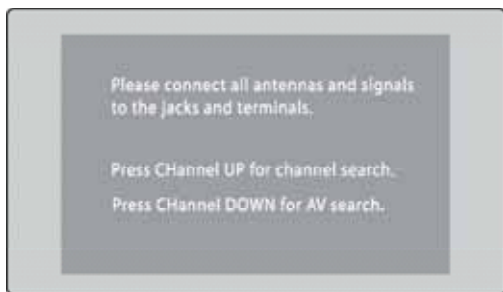 Please connect all antennas and signals
to the jacks and terminals.
Press CHannel UP for channel search.
Press CHannel DOWN for AV search.